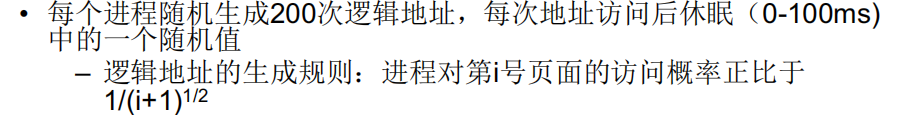 • 每个进程随机生成200次逻辑地址，每次地址访问后休眠（0-100ms)
中的一个随机值
– 逻辑地址的生成规则：进程对第i号页面的访问概率正比于
1/(i+1)^1/2